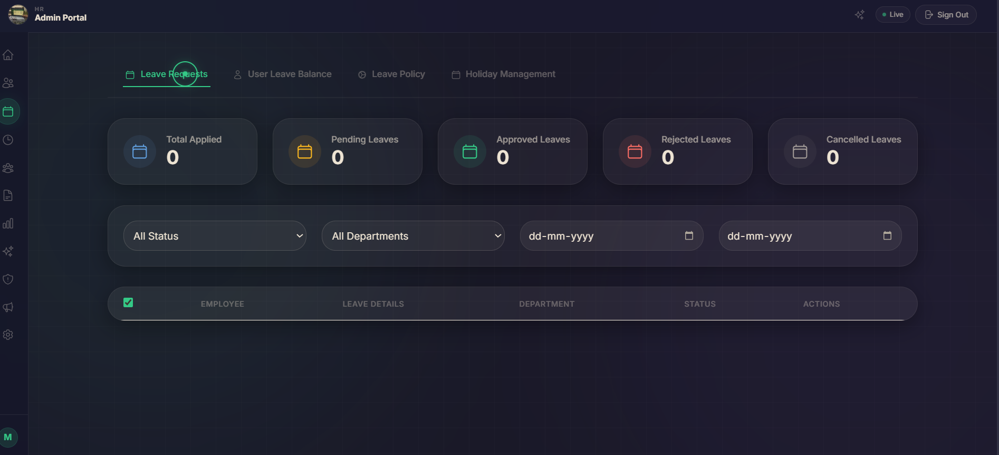 HR
Admin Portal
Live
Sign Out
Leave Requests
User Leave Balance
Leave Policy
Holiday Management
Total Applied
0
Pending Leaves
0
Approved Leaves
0
Rejected Leaves
0
Cancelled Leaves
0
All Status
All Departments
dd-mm-yyyy
dd-mm-yyyy
EMPLOYEE
LEAVE DETAILS
DEPARTMENT
STATUS
ACTIONS
M